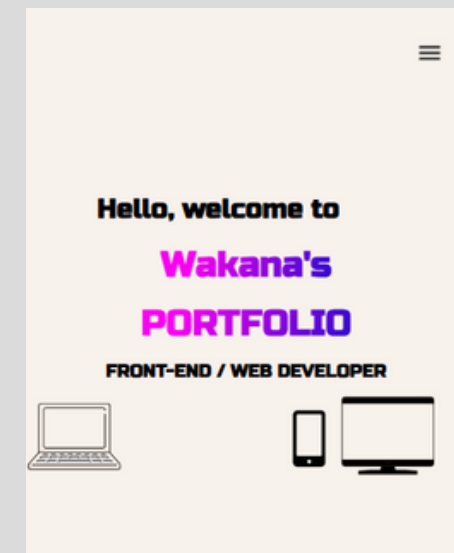 Hello, welcome to
Wakana's
PORTFOLIO
FRONT-END / WEB DEVELOPER